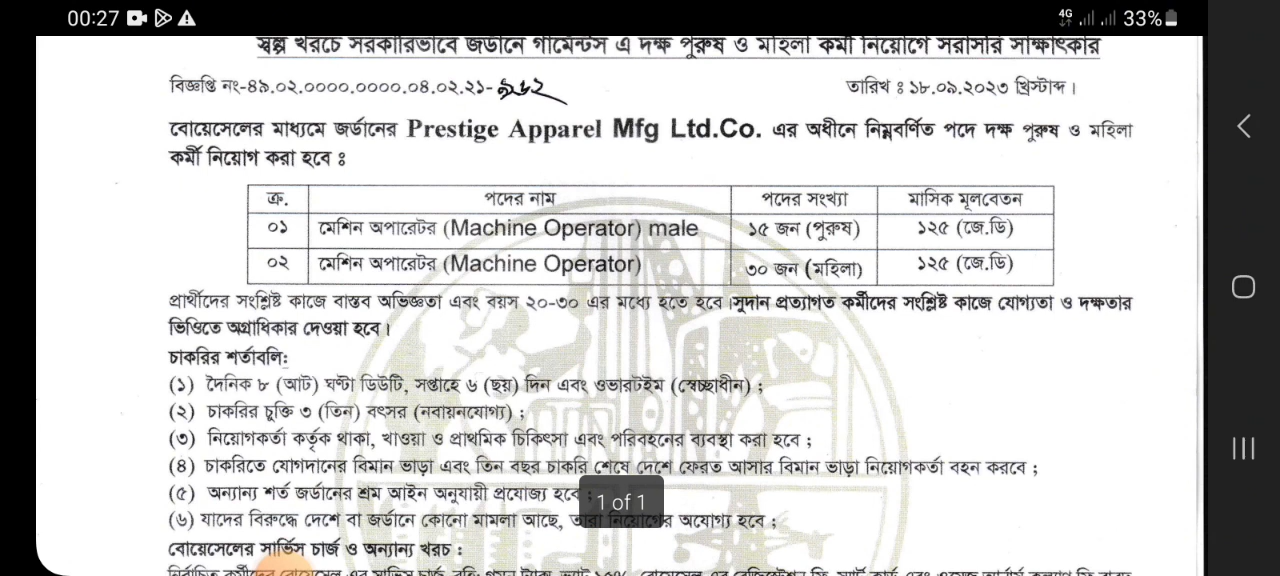 00:27 4G 33%
স্বল্প খরচে সরকারিভাবে জর্ডানে গার্মেন্টস এ দক্ষ পুরুষ ও মহিলা কর্মী নিয়োগে সরাসরি সাক্ষাৎকার
বিজ্ঞপ্তি নং-৪৯.০২.০০০০.০০০০.০৪.০২.২১- তারিখ ঃ ১৮.০৯.২০২৩ খ্রিস্টাব্দ।
বোয়েসেলের মাধ্যমে জর্ডানের Prestige Apparel Mfg Ltd.Co. এর অধীনে নিম্নবর্ণিত পদে দক্ষ পুরুষ ও মহিলা
কর্মী নিয়োগ করা হবে ঃ
ক্র. পদের নাম পদের সংখ্যা মাসিক মূলবেতন
০১ মেশিন অপারেটর (Machine Operator) male ১৫ জন (পুরুষ) ১২৫ (জে.ডি)
০২ মেশিন অপারেটর (Machine Operator) ৩০ জন (মহিলা) ১২৫ (জে.ডি)
প্রার্থীদের সংশ্লিষ্ট কাজে বাস্তব অভিজ্ঞতা এবং বয়স ২০-৩০ এর মধ্যে হতে হবে।সুদান প্রত্যাগত কর্মীদের সংশ্লিষ্ট কাজে যোগ্যতা ও দক্ষতার
ভিত্তিতে অগ্রাধিকার দেওয়া হবে।
চাকরির শর্তাবলি:
(১) দৈনিক ৮ (আট) ঘণ্টা ডিউটি, সপ্তাহে ৬ (ছয়) দিন এবং ওভারটইম (স্বেচ্ছাধীন) ;
(২) চাকরির চুক্তি ৩ (তিন) বৎসর (নবায়নযোগ্য) ;
(৩) নিয়োগকর্তা কর্তৃক থাকা, খাওয়া ও প্রাথমিক চিকিৎসা এবং পরিবহনের ব্যবস্থা করা হবে ;
(৪) চাকরিতে যোগদানের বিমান ভাড়া এবং তিন বছর চাকরি শেষে দেশে ফেরত আসার বিমান ভাড়া নিয়োগকর্তা বহন করবে ;
(৫) অন্যান্য শর্ত জর্ডানের শ্রম আইন অনুযায়ী প্রযোজ্য হবে ;
1 of 1
(৬) যাদের বিরুদ্ধে দেশে বা জর্ডানে কোনো মামলা আছে, তারা নিয়োগের অযোগ্য হবে ;
বোয়েসেলের সার্ভিস চার্জ ও অন্যান্য খরচ :